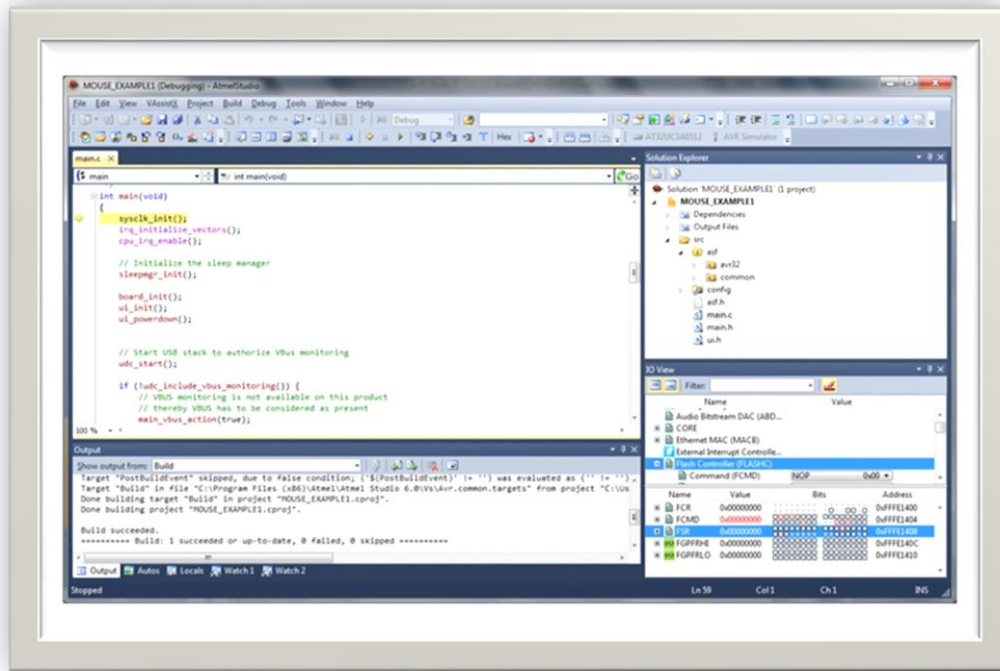 MOUSE_EXAMPLE1 (Debugging) - AtmelStudio
File Edit View VAssistX Project Build Debug Tools Window Help
Debug
Hex AT32UC3A0512 AVR Simulator
main.c
main int main(void) Go
int main(void)
{
sysclk_init();
irq_initialize_vectors();
cpu_irq_enable();
// Initialize the sleep manager
sleepmgr_init();
board_init();
ui_init();
ui_powerdown();
// Start USB stack to authorize VBus monitoring
udc_start();
if (!udc_include_vbus_monitoring()) {
// VBUS monitoring is not available on this product
// thereby VBUS has to be considered as present
main_vbus_action(true);
100 %
Output
Show output from: Build
Target "PostBuildEvent" skipped, due to false condition; ('$(PostBuildEvent)' != '') was evaluated as ('' != ''),
Target "Build" in file "C:\Program Files (x86)\Atmel\Atmel Studio 6.0\Vs\Avr.common.targets" from project "C:\Us
Done building target "Build" in project "MOUSE_EXAMPLE1.cproj".
Done building project "MOUSE_EXAMPLE1.cproj".
Build succeeded.
========== Build: 1 succeeded or up-to-date, 0 failed, 0 skipped ==========
Output Autos Locals Watch 1 Watch 2
Solution Explorer
Solution 'MOUSE_EXAMPLE1' (1 project)
MOUSE_EXAMPLE1
Dependencies
Output Files
src
asf
avr32
common
config
asf.h
main.c
main.h
ui.h
IO View
Filter:
Name Value
Audio Bitstream DAC (ABD...
CORE
Ethernet MAC (MACB)
External Interrupt Controlle...
Flash Controller (FLASHC)
Command (FCMD) NOP 0x00
Name Value Bits Address
FCR 0x00000000 0xFFFE1400
FCMD 0x00000000 0xFFFE1404
FSR 0x00000000 0xFFFE1408
FGPFRHI 0x00000000 0xFFFE140C
FGPFRLO 0x00000000 0xFFFE1410
Stopped Ln 59 Col 1 Ch 1 INS